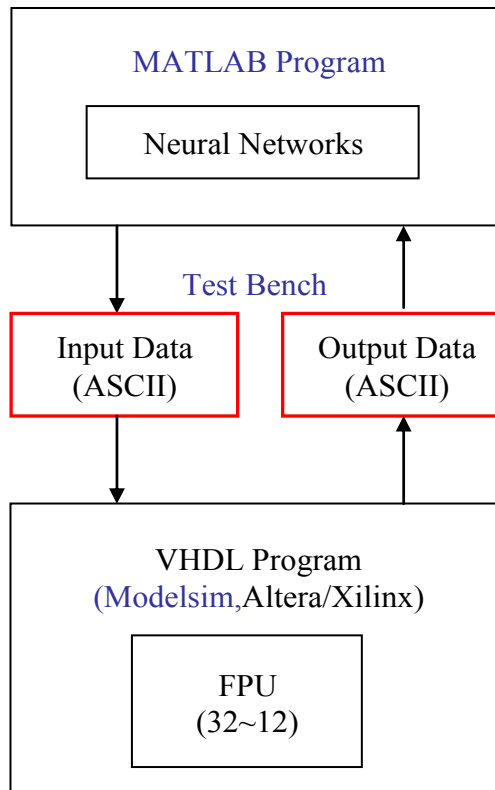 MATLAB Program
Neural Networks
Test Bench
Input Data
(ASCII)
Output Data
(ASCII)
VHDL Program
(Modelsim,Altera/Xilinx)
FPU
(32~12)